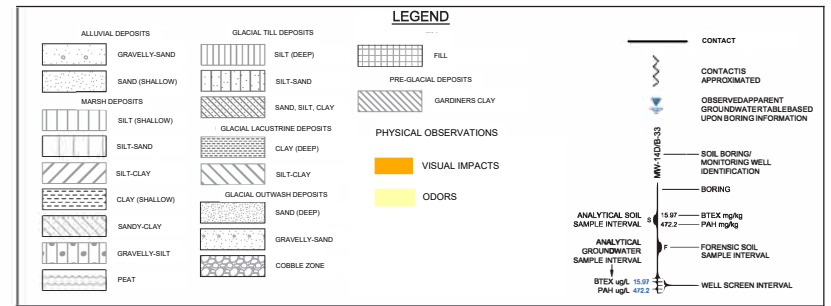 LEGEND
ALLUVIAL DEPOSITS
GRAVELLY-SAND
SAND (SHALLOW)
MARSH DEPOSITS
SILT (SHALLOW)
SILT-SAND
SILT-CLAY
CLAY (SHALLOW)
SANDY-CLAY
GRAVELLY-SILT
PEAT
GLACIAL TILL DEPOSITS
SILT (DEEP)
SILT-SAND
SAND, SILT, CLAY
GLACIAL LACUSTRINE DEPOSITS
CLAY (DEEP)
SILT-CLAY
GLACIAL OUTWASH DEPOSITS
SAND (DEEP)
GRAVELLY-SAND
COBBLE ZONE
FILL
PRE-GLACIAL DEPOSITS
GARDINERS CLAY
PHYSICAL OBSERVATIONS
VISUAL IMPACTS
ODORS
CONTACT
CONTACTIS
APPROXIMATED
OBSERVEDAPPARENT
GROUNDWATERTABLEBASED
UPON BORING INFORMATION
MW-14D/B-33
SOIL BORING/
MONITORING WELL
IDENTIFICATION
BORING
ANALYTICAL SOIL
SAMPLE INTERVAL
S
15.97
472.2
BTEX mg/kg
PAH mg/kg
ANALYTICAL
GROUNDWATER
SAMPLE INTERVAL
F
FORENSIC SOIL
SAMPLE INTERVAL
BTEX ug/L 15.97
PAH ug/L 472.2
WELL SCREEN INTERVAL